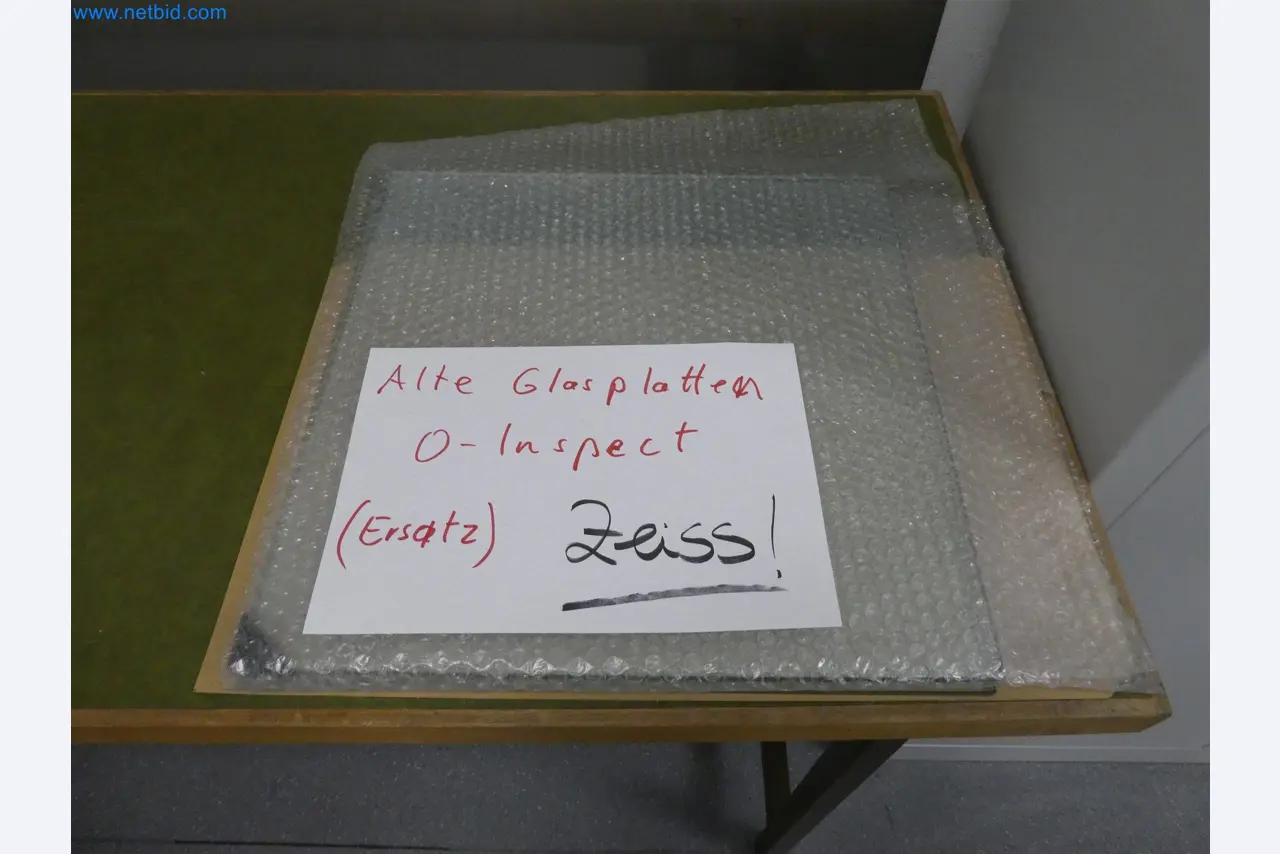 www.netbid.com
Alte Glasplatten
O-Inspect
(Ersatz) Zeiss!